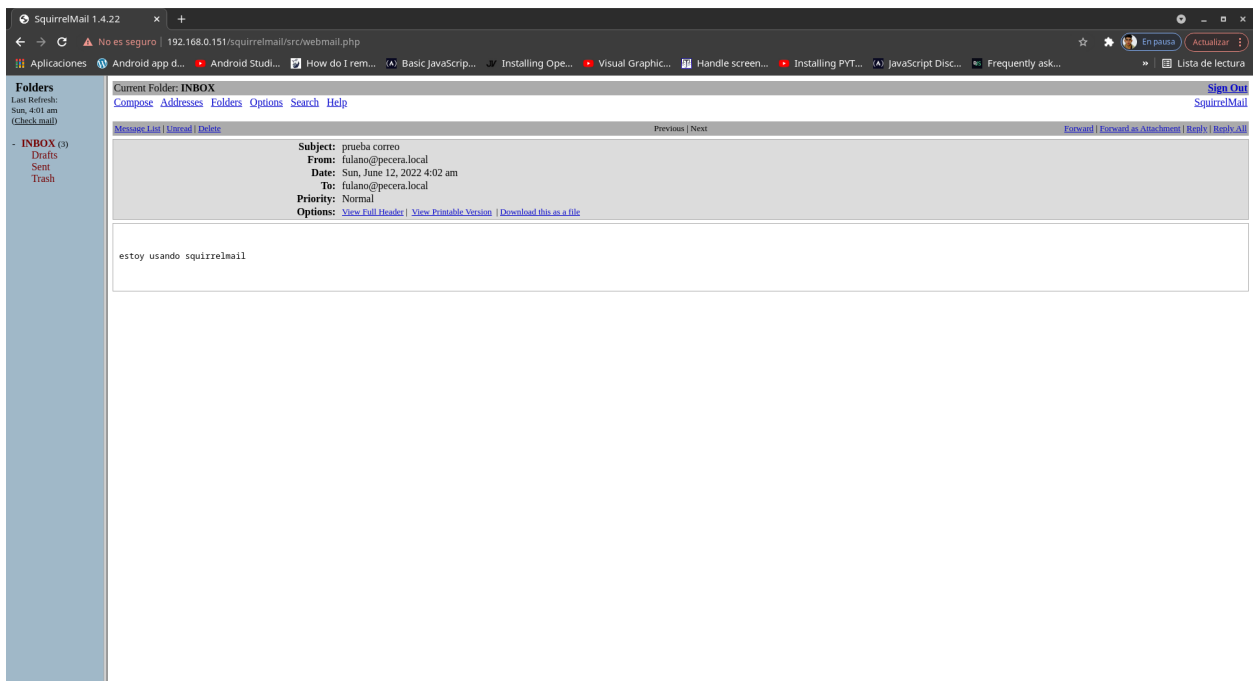 SquirrelMail 1.4.22
No es seguro | 192.168.0.151/squirrelmail/src/webmail.php En pausa Actualizar
Aplicaciones Android app d... Android Studi... How do I rem... Basic JavaScrip... Installing Ope... Visual Graphic... Handle screen... Installing PYT... JavaScript Disc... Frequently ask... » Lista de lectura
Folders
Last Refresh:
Sun, 4:01 am
(Check mail)
- INBOX (3)
Drafts
Sent
Trash
Current Folder: INBOX Sign Out
Compose Addresses Folders Options Search Help SquirrelMail
Message List | Unread | Delete Previous | Next Forward | Forward as Attachment | Reply | Reply All
Subject: prueba correo
From: fulano@pecera.local
Date: Sun, June 12, 2022 4:02 am
To: fulano@pecera.local
Priority: Normal
Options: View Full Header | View Printable Version | Download this as a file
estoy usando squirrelmail